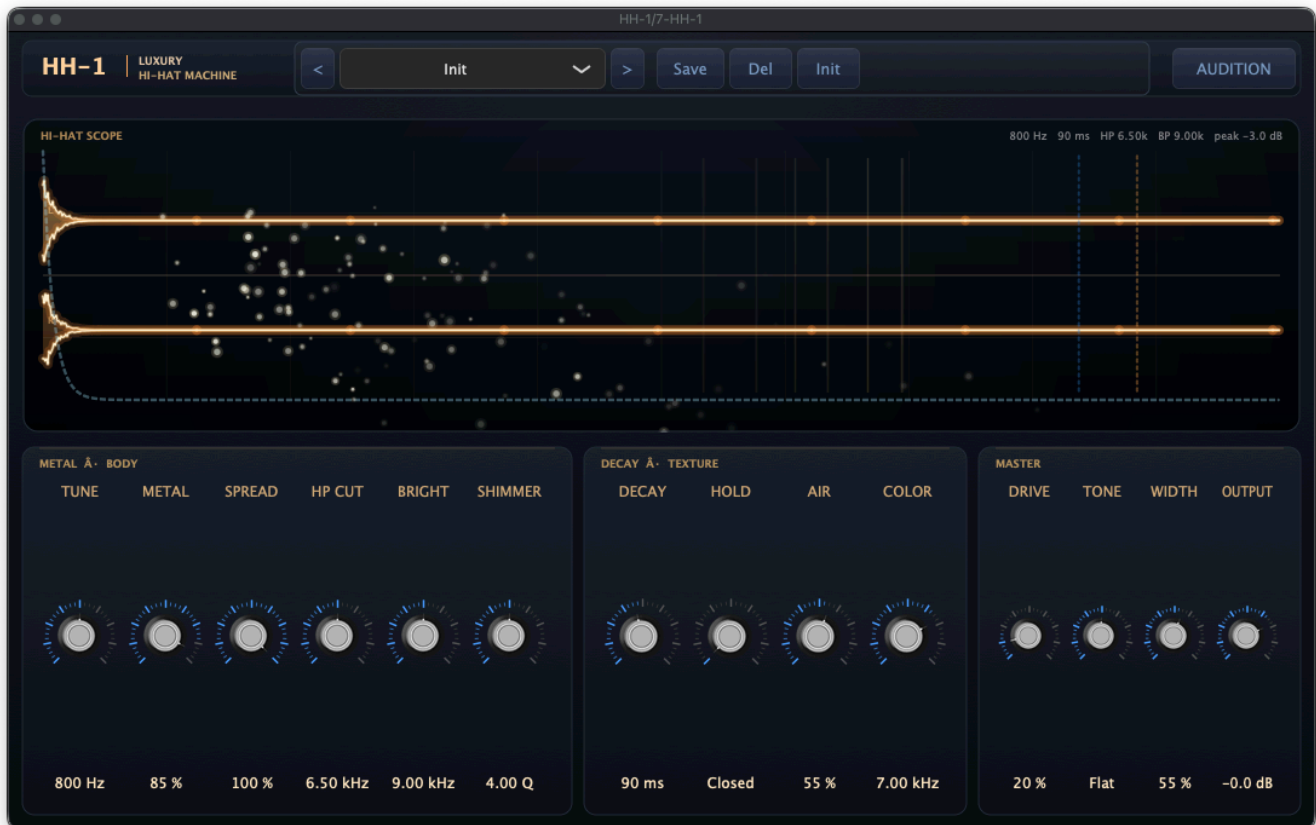 HH-1/7-HH-1
HH-1
LUXURY
HI-HAT MACHINE
<
Init
>
Save
Del
Init
AUDITION
HI-HAT SCOPE
800 Hz 90 ms HP 6.50k BP 9.00k peak -3.0 dB
METAL Â· BODY
TUNE METAL SPREAD HP CUT BRIGHT SHIMMER
800 Hz 85 % 100 % 6.50 kHz 9.00 kHz 4.00 Q
DECAY Â· TEXTURE
DECAY HOLD AIR COLOR
90 ms Closed 55 % 7.00 kHz
MASTER
DRIVE TONE WIDTH OUTPUT
20 % Flat 55 % -0.0 dB